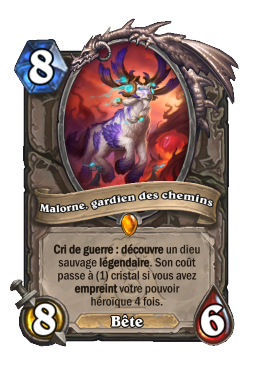 8
Malorne, gardien des chemins
Cri de guerre : découvre un dieu
sauvage légendaire. Son coût
passe à (1) cristal si vous avez
empreint votre pouvoir
héroïque 4 fois.
8
Bête
6